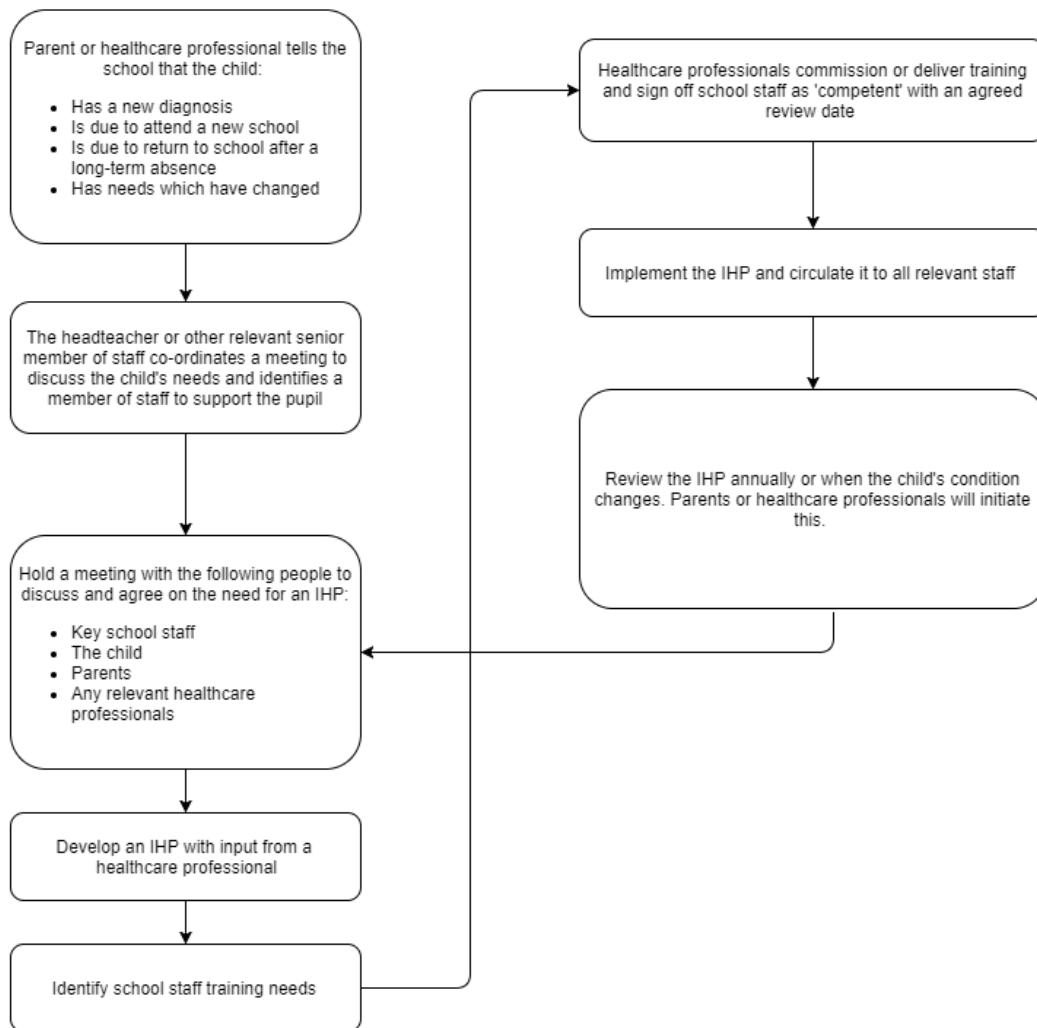 Parent or healthcare professional tells the
school that the child:
• Has a new diagnosis
• Is due to attend a new school
• Is due to return to school after a
long-term absence
• Has needs which have changed
The headteacher or other relevant senior
member of staff co-ordinates a meeting to
discuss the child's needs and identifies a
member of staff to support the pupil
Hold a meeting with the following people to
discuss and agree on the need for an IHP:
• Key school staff
• The child
• Parents
• Any relevant healthcare
professionals
Develop an IHP with input from a
healthcare professional
Identify school staff training needs
Healthcare professionals commission or deliver training
and sign off school staff as 'competent' with an agreed
review date
Implement the IHP and circulate it to all relevant staff
Review the IHP annually or when the child's condition
changes. Parents or healthcare professionals will initiate
this.